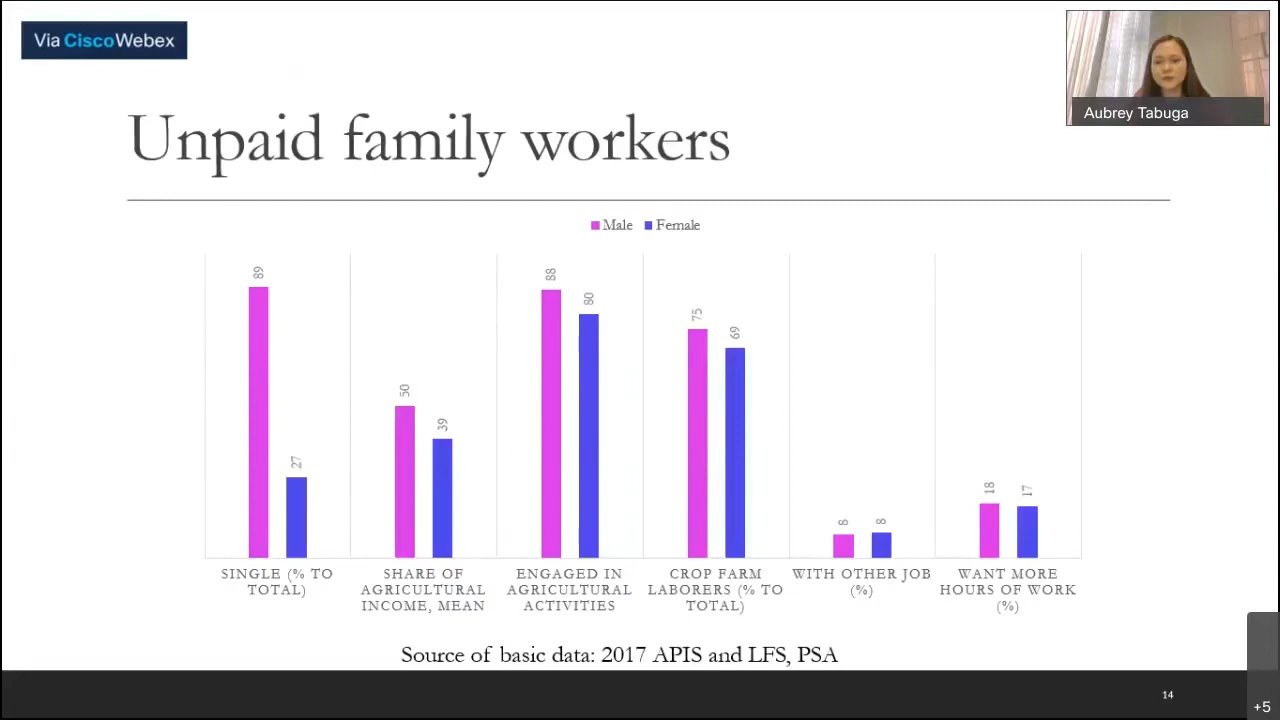 Via CiscoWebex
Aubrey Tabuga
Unpaid family workers
Male Female
89
27
50
39
88
80
75
69
8
8
18
17
SINGLE (% TO
TOTAL)
SHARE OF
AGRICULTURAL
INCOME, MEAN
ENGAGED IN
AGRICULTURAL
ACTIVITIES
CROP FARM
LABORERS (% TO
TOTAL)
WITH OTHER JOB
(%)
WANT MORE
HOURS OF WORK
(%)
Source of basic data: 2017 APIS and LFS, PSA
14
+5